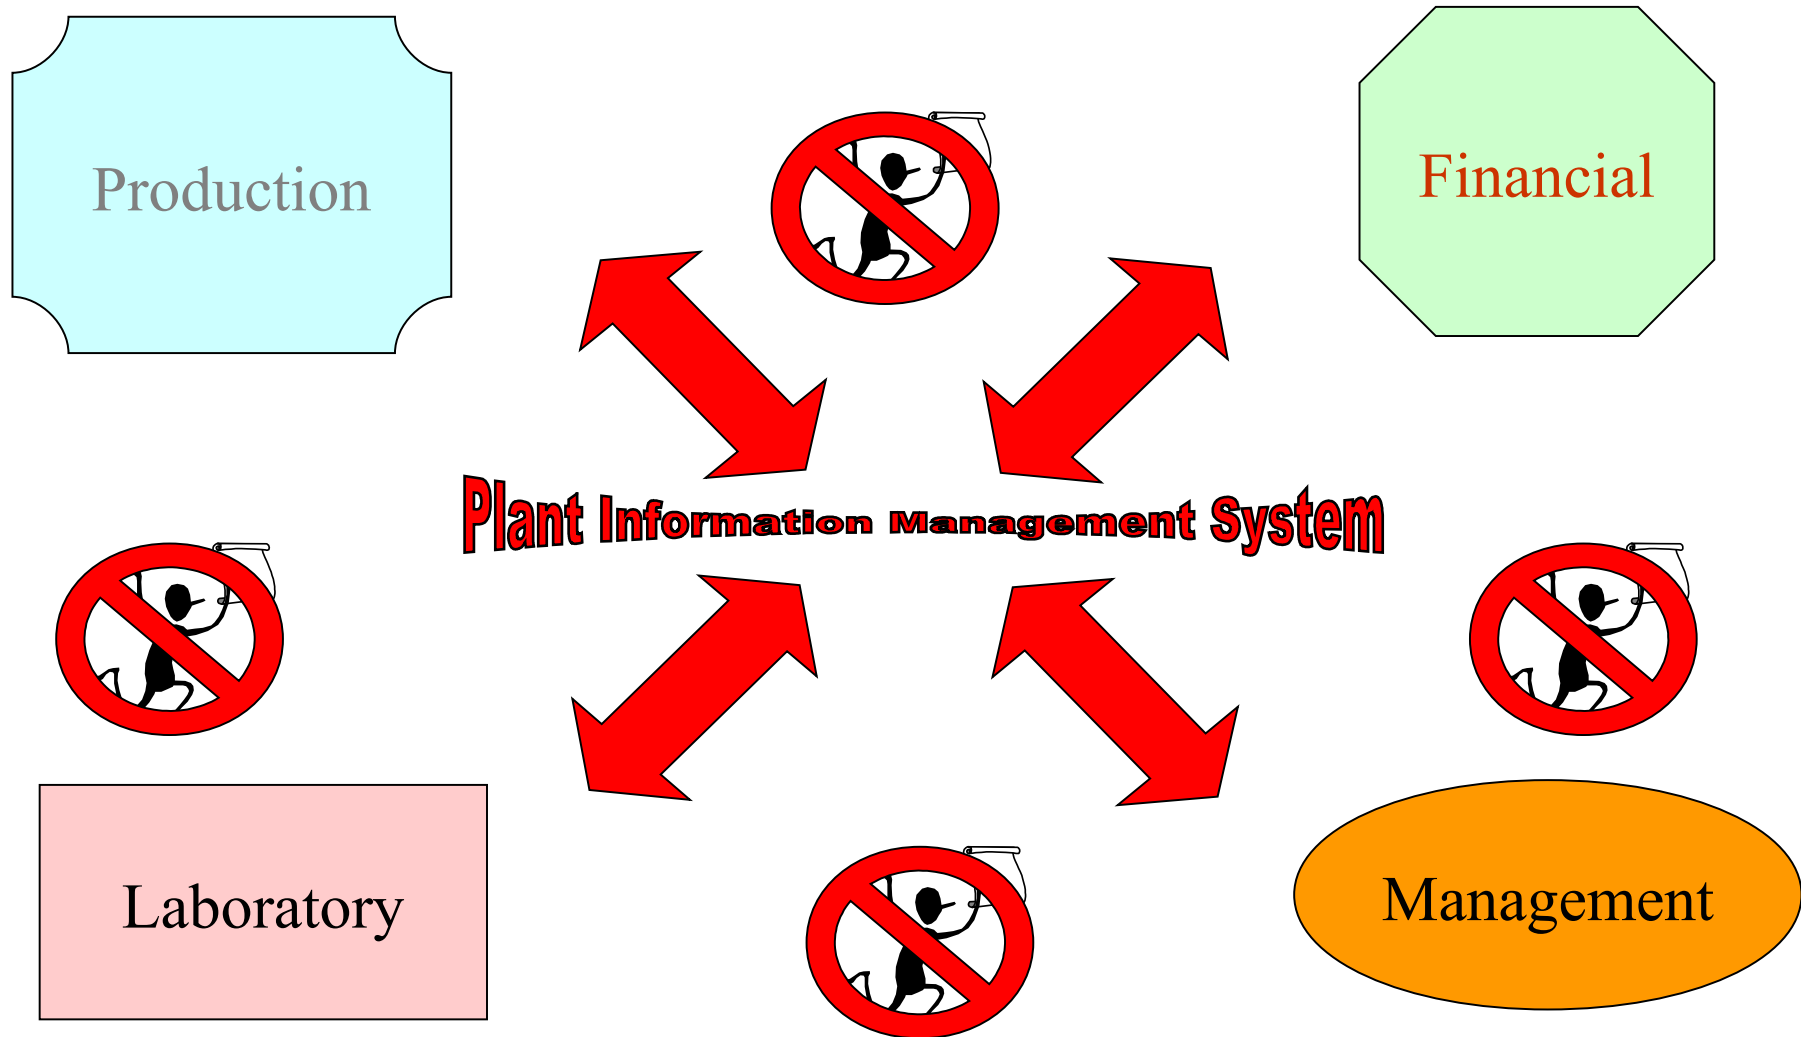 Production
Financial
Plant Information Management System
Laboratory
Management